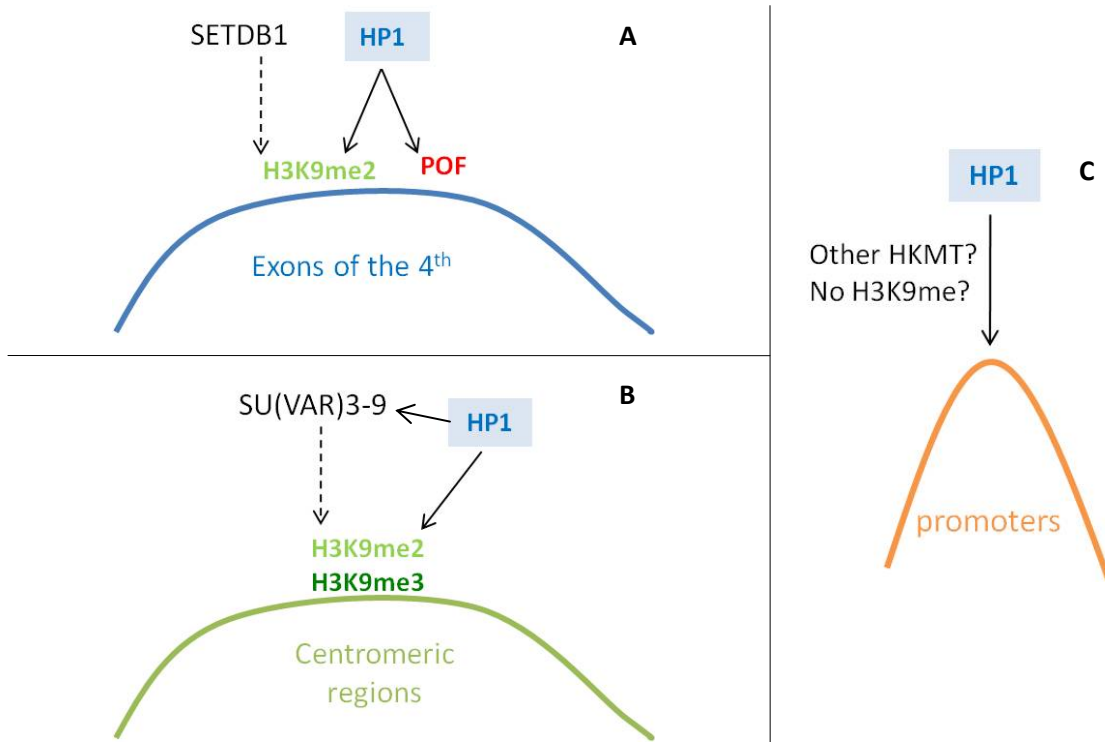 SETDB1
HP1
A
H3K9me2
POF
Exons of the 4th
SU(VAR)3-9
HP1
B
H3K9me2
H3K9me3
Centromeric
regions
HP1
C
Other HKMT?
No H3K9me?
promoters